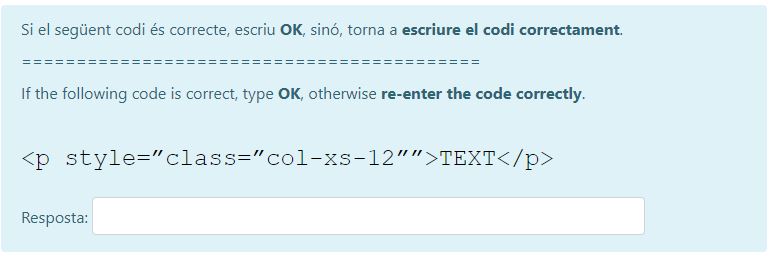 Si el següent codi és correcte, escriu OK, sinó, torna a escriure el codi correctament.
==========================================
If the following code is correct, type OK, otherwise re-enter the code correctly.
<p style=”class=”col-xs-12””>TEXT</p>
Resposta: